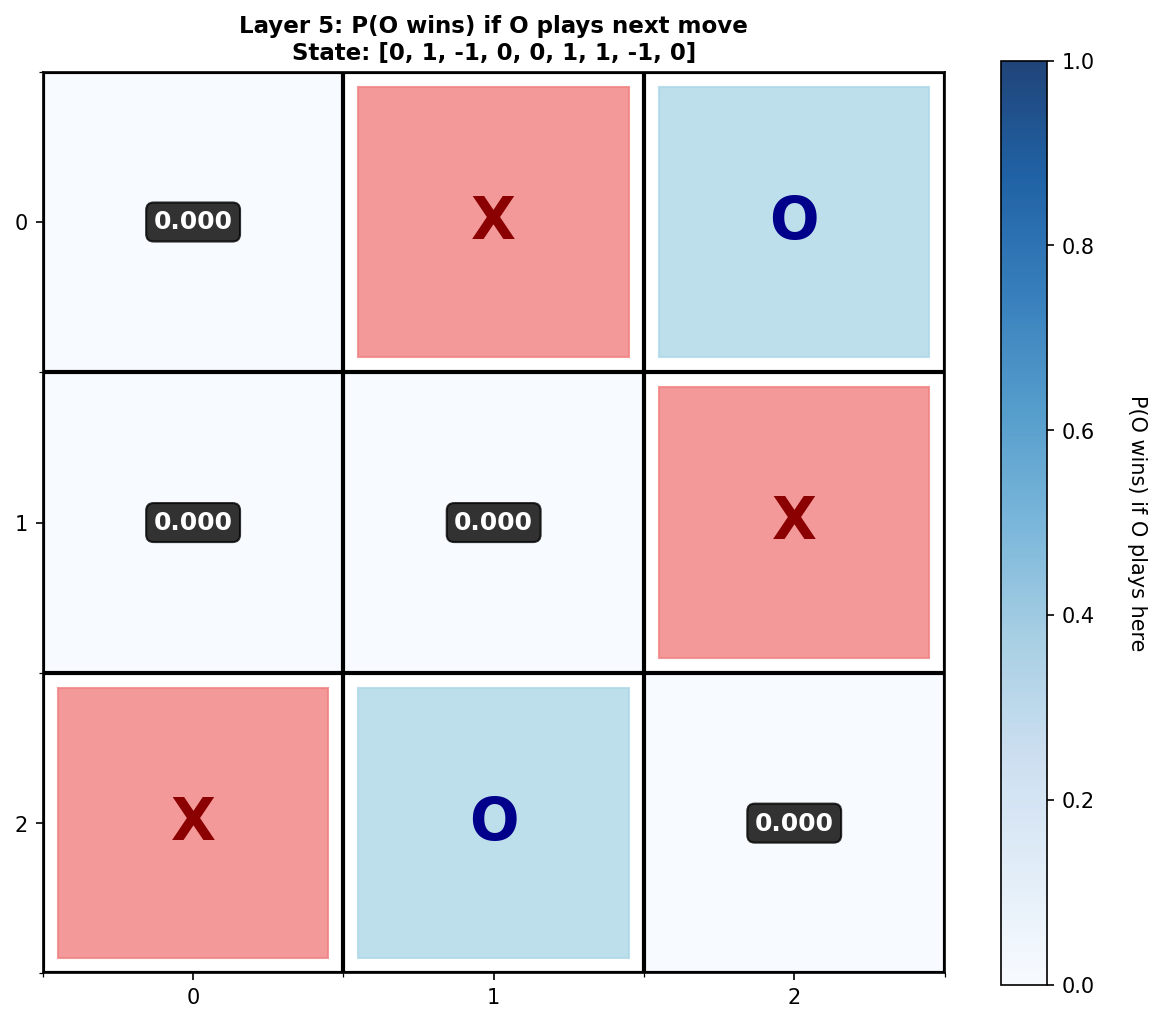 Layer 5: P(O wins) if O plays next move
State: [0, 1, -1, 0, 0, 1, 1, -1, 0]
0
0.000
X
O
1
0.000
0.000
X
2
X
O
0.000
0
1
2
1.0
0.8
0.6
0.4
0.2
0.0
P(O wins) if O plays here